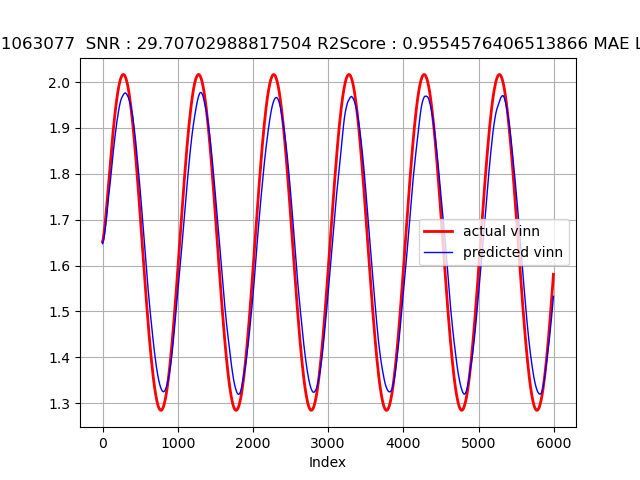 1063077 SNR : 29.70702988817504 R2Score : 0.9554576406513866 MAE L
2.0
1.9
1.8
1.7
1.6
1.5
1.4
1.3
actual vinn
predicted vinn
0 1000 2000 3000 4000 5000 6000
Index